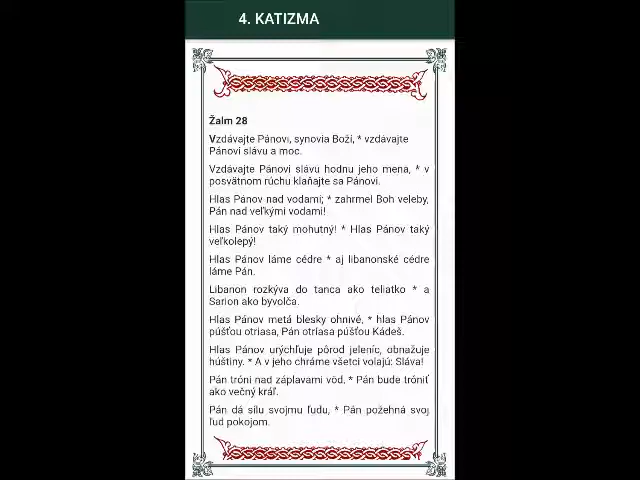 4. KATIZMA
Žalm 28
Vzdávajte Pánovi, synovia Boží, * vzdávajte
Pánovi slávu a moc.
Vzdávajte Pánovi slávu hodnu jeho mena, * v
posvätnom rúchu klaňajte sa Pánovi.
Hlas Pánov nad vodami; * zahrmel Boh veleby,
Pán nad veľkými vodami!
Hlas Pánov taký mohutný! * Hlas Pánov taký
veľkolepý!
Hlas Pánov láme cédre * aj libanonské cédre
láme Pán.
Libanon rozkýva do tanca ako teliatko * a
Sarion ako byvolča.
Hlas Pánov metá blesky ohnivé, * hlas Pánov
púšťou otriasa, Pán otriasa púšťou Kádeš.
Hlas Pánov urýchľuje pôrod jeleníc, obnažuje
húštiny. * A v jeho chráme všetci volajú: Sláva!
Pán tróni nad záplavami vôd, * Pán bude tróniť
ako večný kráľ.
Pán dá silu svojmu ľudu, * Pán požehná svoj
ľud pokojom.